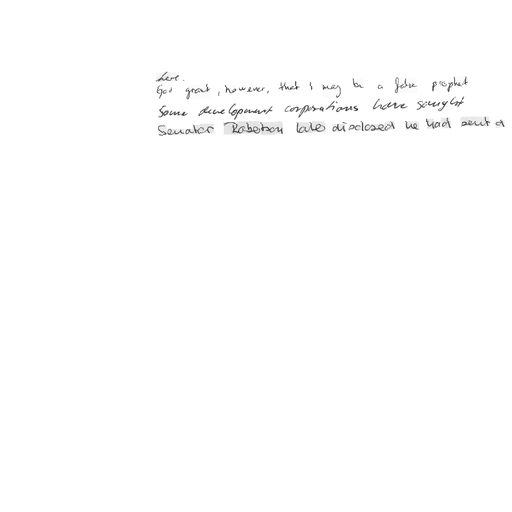 here.
God grant, however, that I may be a false prophet
Some development corporations have sought
Senator Robertson late disclosed he had sent a